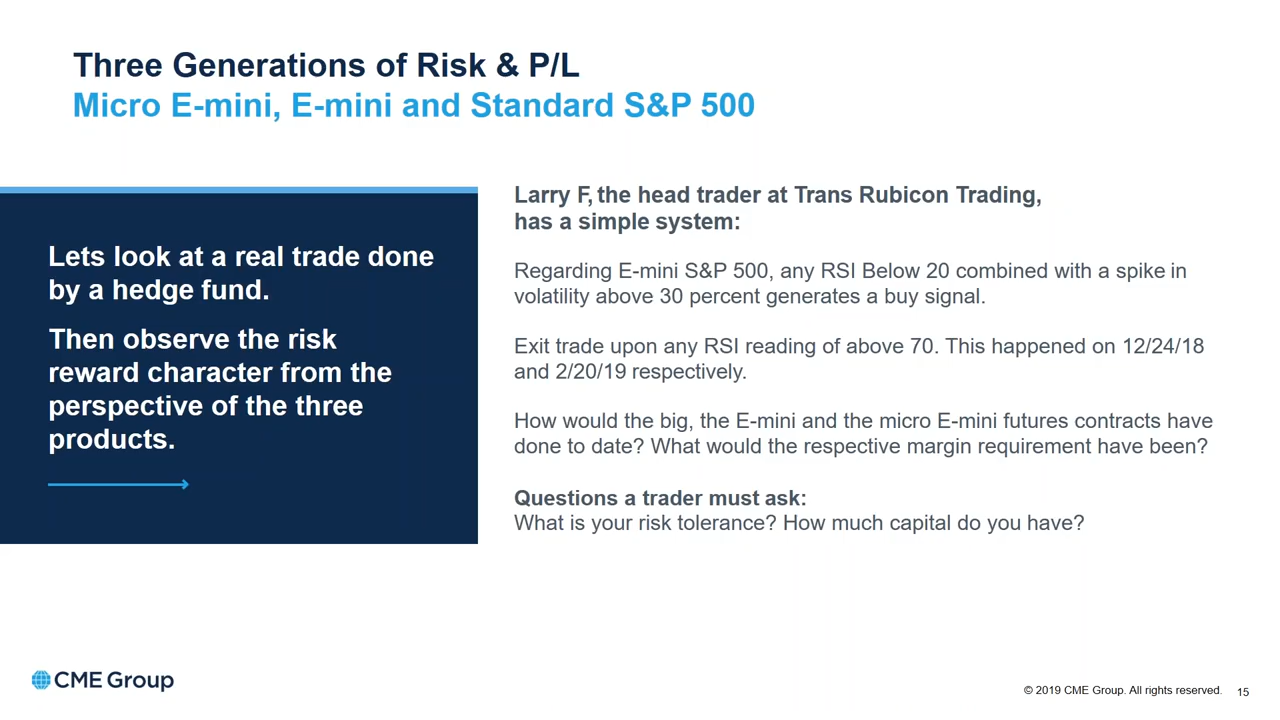 Three Generations of Risk & P/L
Micro E-mini, E-mini and Standard S&P 500
Lets look at a real trade done
by a hedge fund.
Then observe the risk
reward character from the
perspective of the three
products.
Larry F, the head trader at Trans Rubicon Trading,
has a simple system:
Regarding E-mini S&P 500, any RSI Below 20 combined with a spike in
volatility above 30 percent generates a buy signal.
Exit trade upon any RSI reading of above 70. This happened on 12/24/18
and 2/20/19 respectively.
How would the big, the E-mini and the micro E-mini futures contracts have
done to date? What would the respective margin requirement have been?
Questions a trader must ask:
What is your risk tolerance? How much capital do you have?
CME Group
© 2019 CME Group. All rights reserved.
15